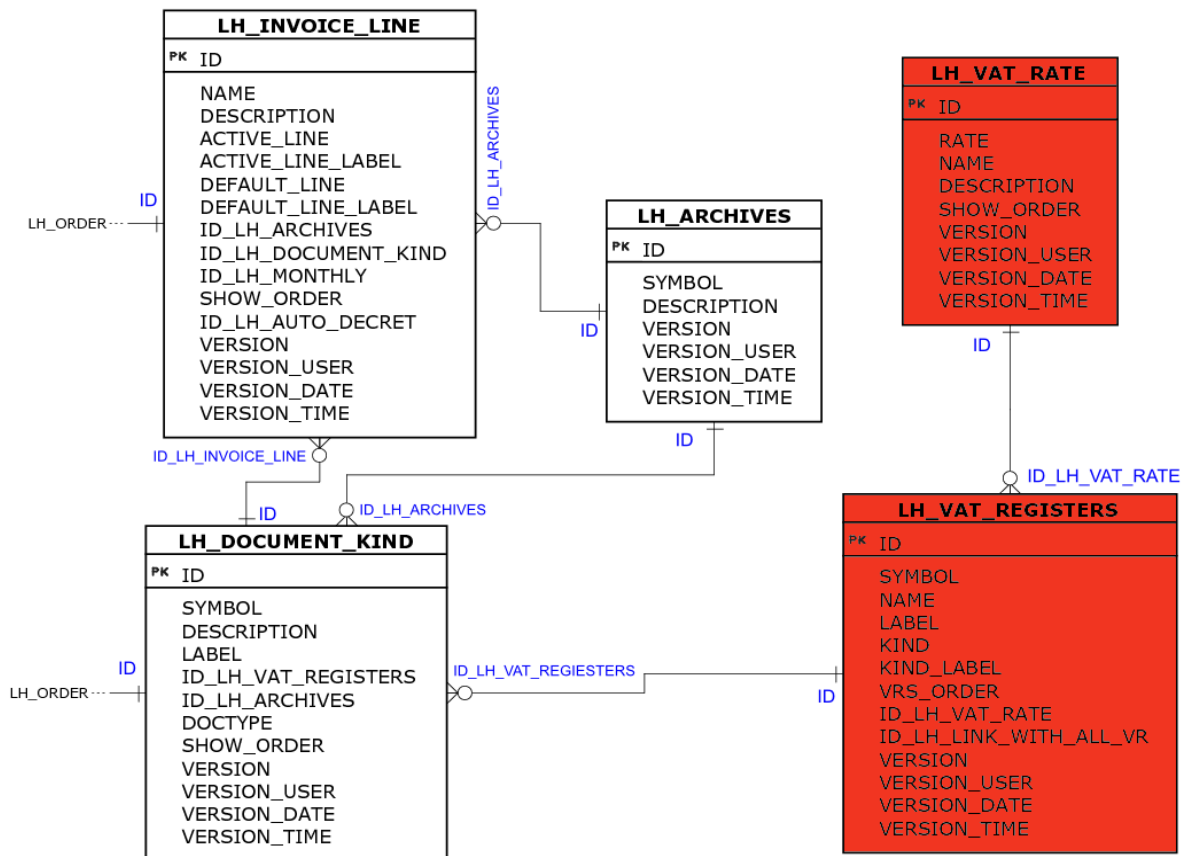 LH_INVOICE_LINE
PK ID
NAME
DESCRIPTION
ACTIVE_LINE
ACTIVE_LINE_LABEL
DEFAULT_LINE
DEFAULT_LINE_LABEL
ID_LH_ARCHIVES
ID_LH_DOCUMENT_KIND
ID_LH_MONTHLY
SHOW_ORDER
ID_LH_AUTO_DECRET
VERSION
VERSION_USER
VERSION_DATE
VERSION_TIME
ID
LH_ORDER
ID_LH_ARCHIVES
LH_ARCHIVES
PK ID
SYMBOL
DESCRIPTION
VERSION
VERSION_USER
VERSION_DATE
VERSION_TIME
ID
ID
LH_VAT_RATE
PK ID
RATE
NAME
DESCRIPTION
SHOW_ORDER
VERSION
VERSION_USER
VERSION_DATE
VERSION_TIME
ID
ID_LH_VAT_RATE
ID_LH_INVOICE_LINE
ID
ID_LH_ARCHIVES
LH_DOCUMENT_KIND
PK ID
SYMBOL
DESCRIPTION
LABEL
ID_LH_VAT_REGISTERS
ID_LH_ARCHIVES
DOCTYPE
SHOW_ORDER
VERSION
VERSION_USER
VERSION_DATE
VERSION_TIME
ID
LH_ORDER
ID_LH_VAT_REGIESTERS
ID
LH_VAT_REGISTERS
PK ID
SYMBOL
NAME
LABEL
KIND
KIND_LABEL
VRS_ORDER
ID_LH_VAT_RATE
ID_LH_LINK_WITH_ALL_VR
VERSION
VERSION_USER
VERSION_DATE
VERSION_TIME